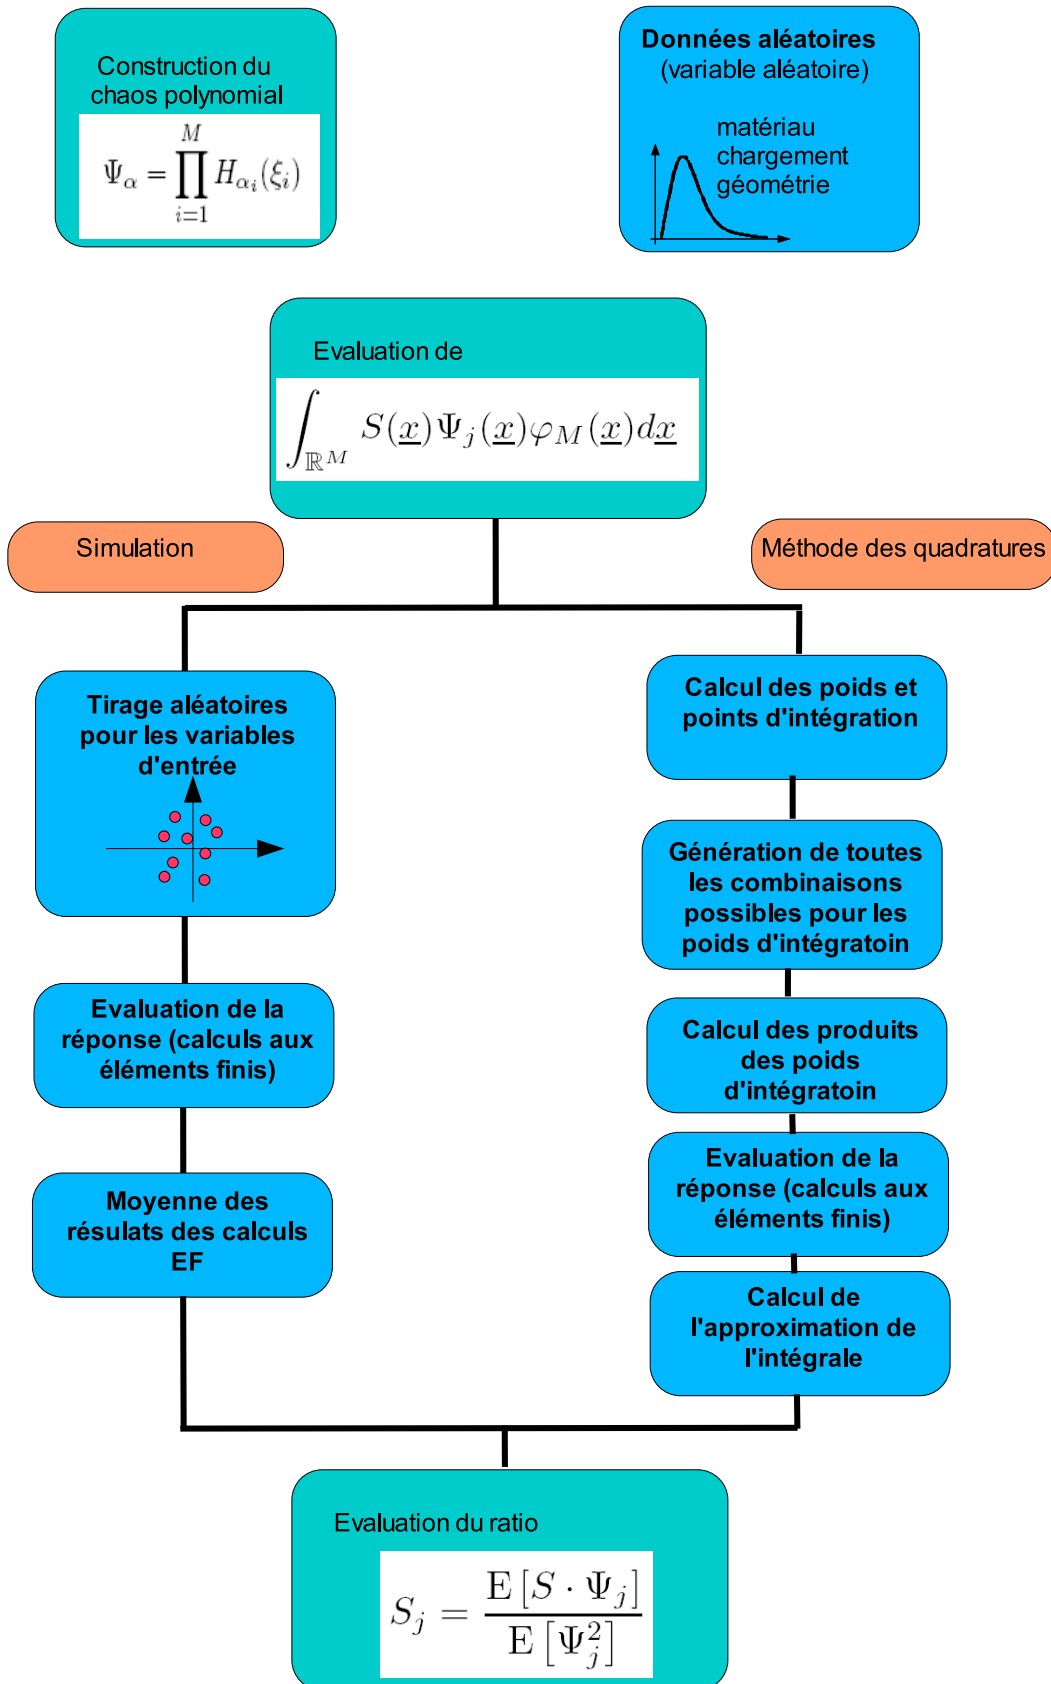 Construction du
chaos polynomial
Ψ_α = ∏_{i=1}^{M} H_{α_i}(ξ_i)
Données aléatoires
(variable aléatoire)
matériau
chargement
géométrie
Evaluation de
∫_{ℝ^M} S(x)Ψ_j(x)φ_M(x)dx
Simulation
Méthode des quadratures
Tirage aléatoires
pour les variables
d'entrée
Evaluation de la
réponse (calculs aux
éléments finis)
Moyenne des
résulats des calculs
EF
Calcul des poids et
points d'intégration
Génération de toutes
les combinaisons
possibles pour les
poids d'intégratoin
Calcul des produits
des poids
d'intégratoin
Evaluation de la
réponse (calculs aux
éléments finis)
Calcul de
l'approximation de
l'intégrale
Evaluation du ratio
S_j = E [S · Ψ_j] / E [Ψ_j^2]